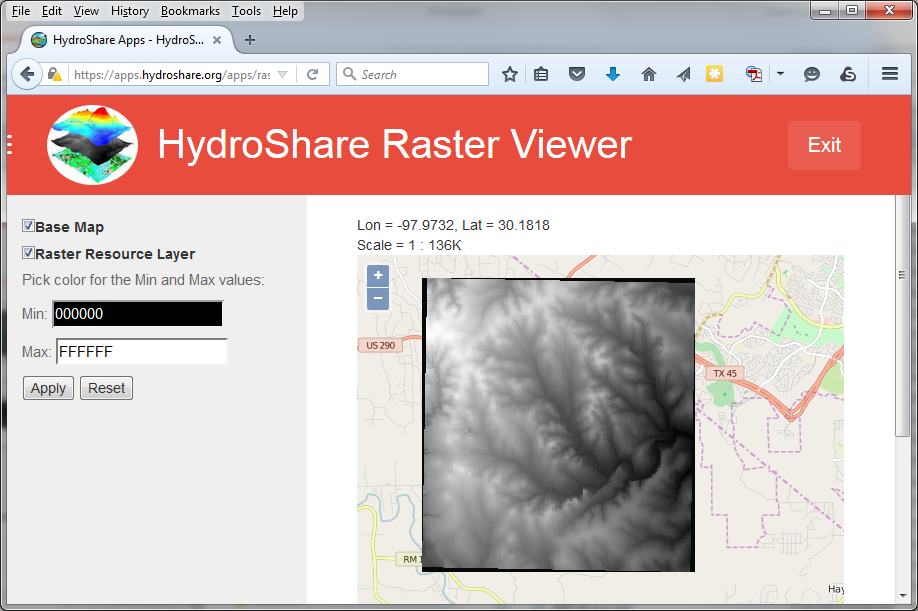 File Edit View History Bookmarks Tools Help
HydroShare Apps - HydroS...
https://apps.hydroshare.org/apps/ras
Search
HydroShare Raster Viewer
Exit
Base Map
Raster Resource Layer
Pick color for the Min and Max values:
Min: 000000
Max: FFFFFF
Apply Reset
Lon = -97.9732, Lat = 30.1818
Scale = 1 : 136K
+
−
US 290
TX 45
RM 1
Hay